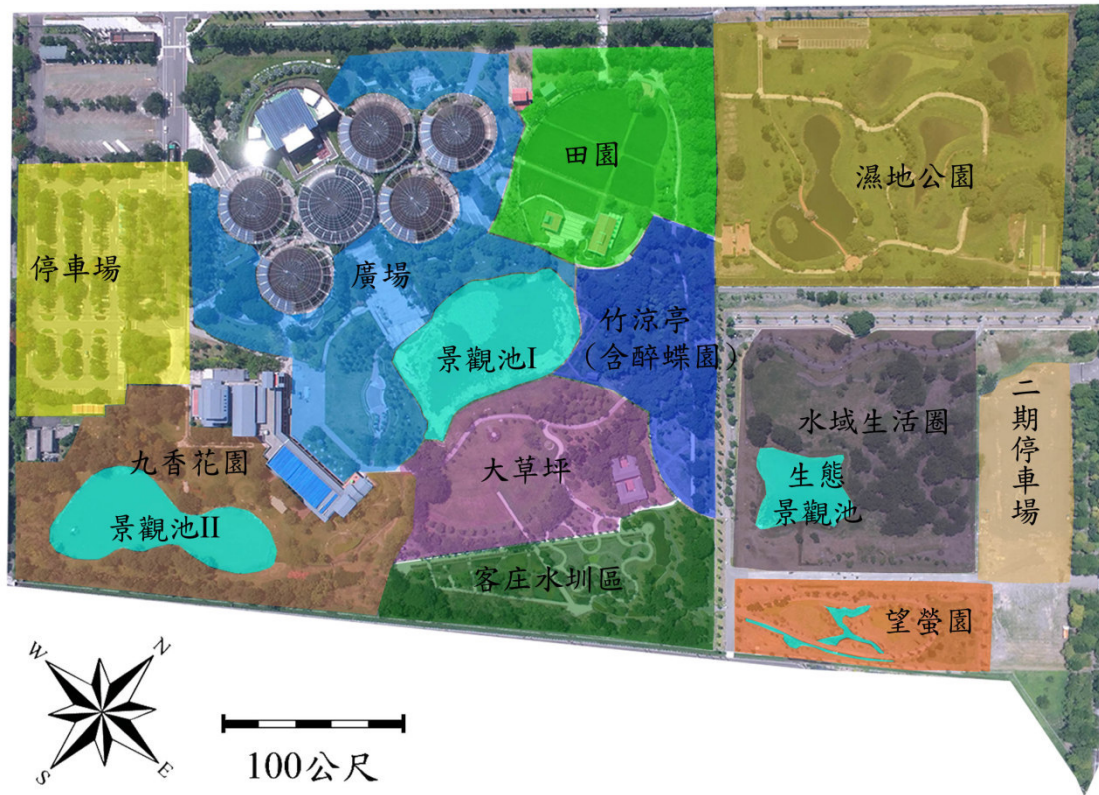 田園
濕地公園
停車場
廣場
竹涼亭
（含醉蝶園）
景觀池I
二期停車場
水域生活圈
九香花園
大草坪
生態
景觀池
景觀池II
客庄水圳區
望螢園
W
N
S
E
100公尺